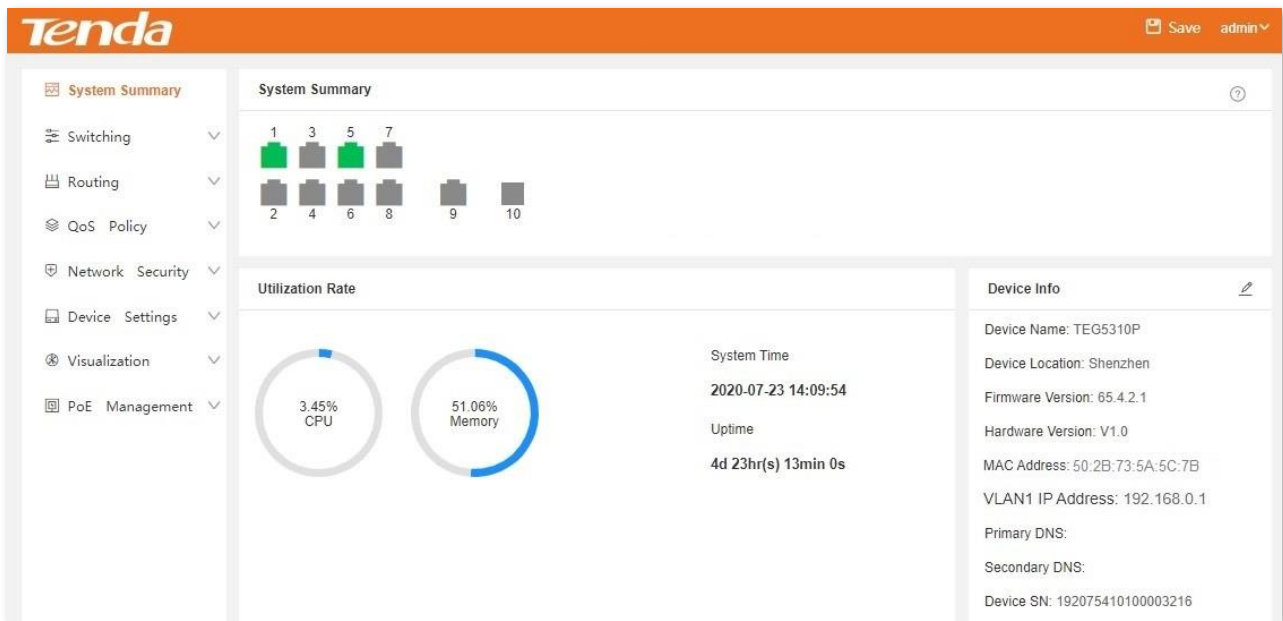 Tenda
Save admin
System Summary
Switching
Routing
QoS Policy
Network Security
Device Settings
Visualization
PoE Management
System Summary
1 3 5 7
2 4 6 8 9 10
Utilization Rate
3.45%
CPU
51.06%
Memory
System Time
2020-07-23 14:09:54
Uptime
4d 23hr(s) 13min 0s
Device Info
Device Name: TEG5310P
Device Location: Shenzhen
Firmware Version: 65.4.2.1
Hardware Version: V1.0
MAC Address: 50:2B:73:5A:5C:7B
VLAN1 IP Address: 192.168.0.1
Primary DNS:
Secondary DNS:
Device SN: 192075410100003216